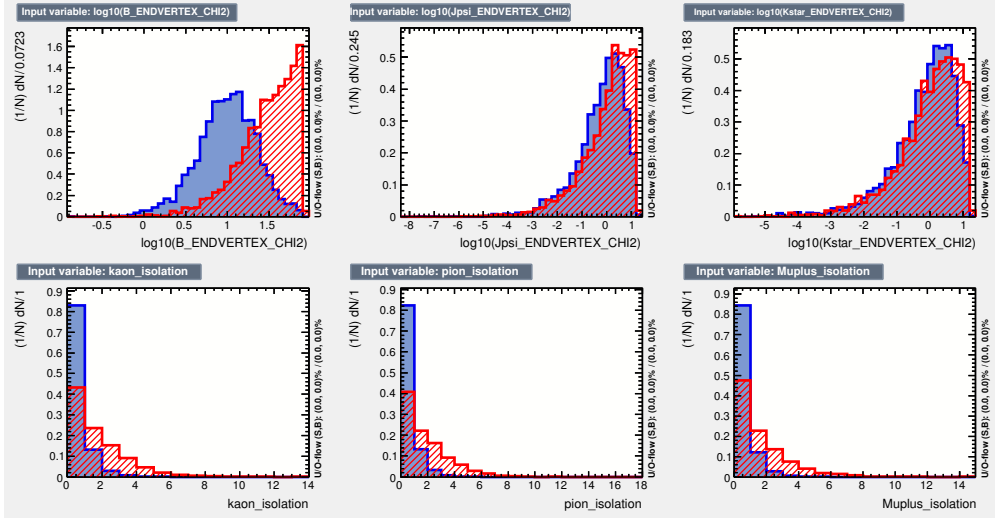 Input variable: log10(B_ENDVERTEX_CHI2)
(1/N) dN/0.0723
1.6
1.4
1.2
1
0.8
0.6
0.4
0.2
0
-0.5 0 0.5 1 1.5
log10(B_ENDVERTEX_CHI2)
U/O-flow (S,B): (0.0, 0.0)% / (0.0, 0.0)%
Input variable: log10(Jpsi_ENDVERTEX_CHI2)
(1/N) dN/0.245
0.5
0.4
0.3
0.2
0.1
0
-8 -7 -6 -5 -4 -3 -2 -1 0 1
log10(Jpsi_ENDVERTEX_CHI2)
U/O-flow (S,B): (0.0, 0.0)% / (0.0, 0.0)%
Input variable: log10(Kstar_ENDVERTEX_CHI2)
(1/N) dN/0.183
0.5
0.4
0.3
0.2
0.1
0
-5 -4 -3 -2 -1 0 1
log10(Kstar_ENDVERTEX_CHI2)
U/O-flow (S,B): (0.0, 0.0)% / (0.0, 0.0)%
Input variable: kaon_isolation
(1/N) dN/1
0.9
0.8
0.7
0.6
0.5
0.4
0.3
0.2
0.1
0
0 2 4 6 8 10 12 14
kaon_isolation
U/O-flow (S,B): (0.0, 0.0)% / (0.0, 0.0)%
Input variable: pion_isolation
(1/N) dN/1
0.9
0.8
0.7
0.6
0.5
0.4
0.3
0.2
0.1
0
0 2 4 6 8 10 12 14 16 18
pion_isolation
U/O-flow (S,B): (0.0, 0.0)% / (0.0, 0.0)%
Input variable: Muplus_isolation
(1/N) dN/1
0.9
0.8
0.7
0.6
0.5
0.4
0.3
0.2
0.1
0
0 2 4 6 8 10 12 14
Muplus_isolation
U/O-flow (S,B): (0.0, 0.0)% / (0.0, 0.0)%